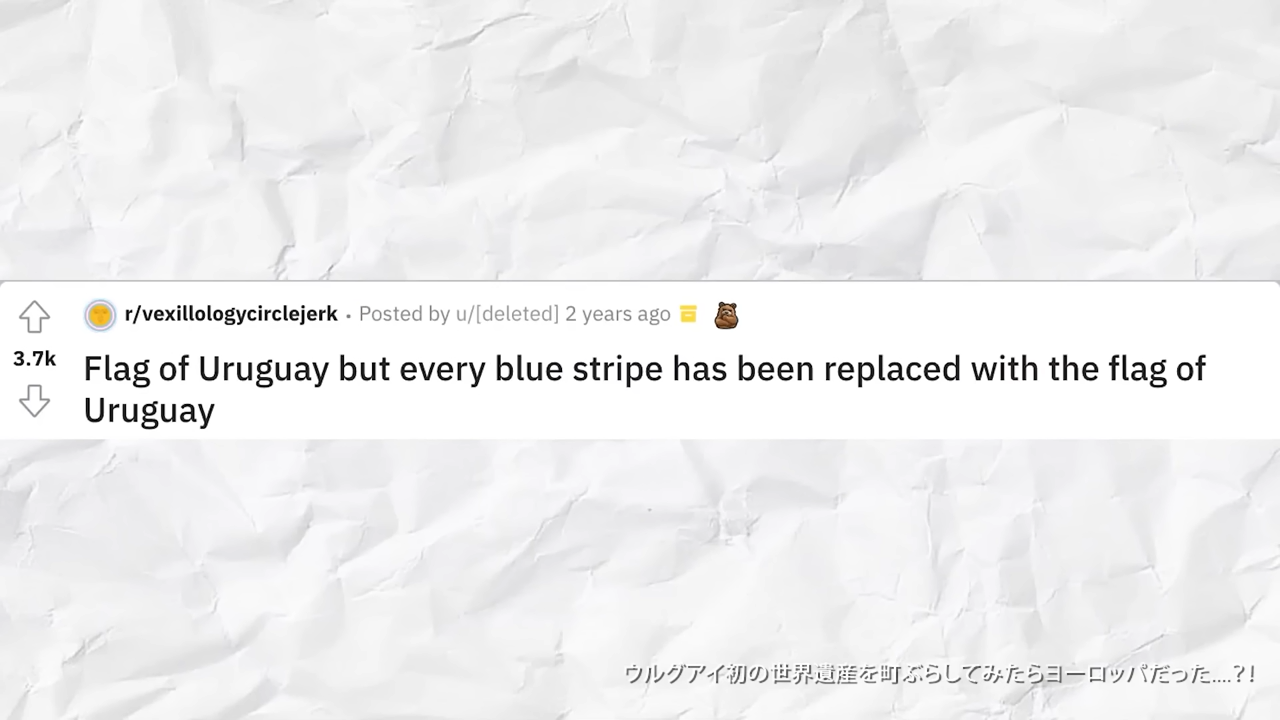 r/vexillologycirclejerk · Posted by u/[deleted] 2 years ago
3.7k
Flag of Uruguay but every blue stripe has been replaced with the flag of
Uruguay
ウルグアイ初の世界遺産を町ぶらしてみたらヨーロッパだった....?!